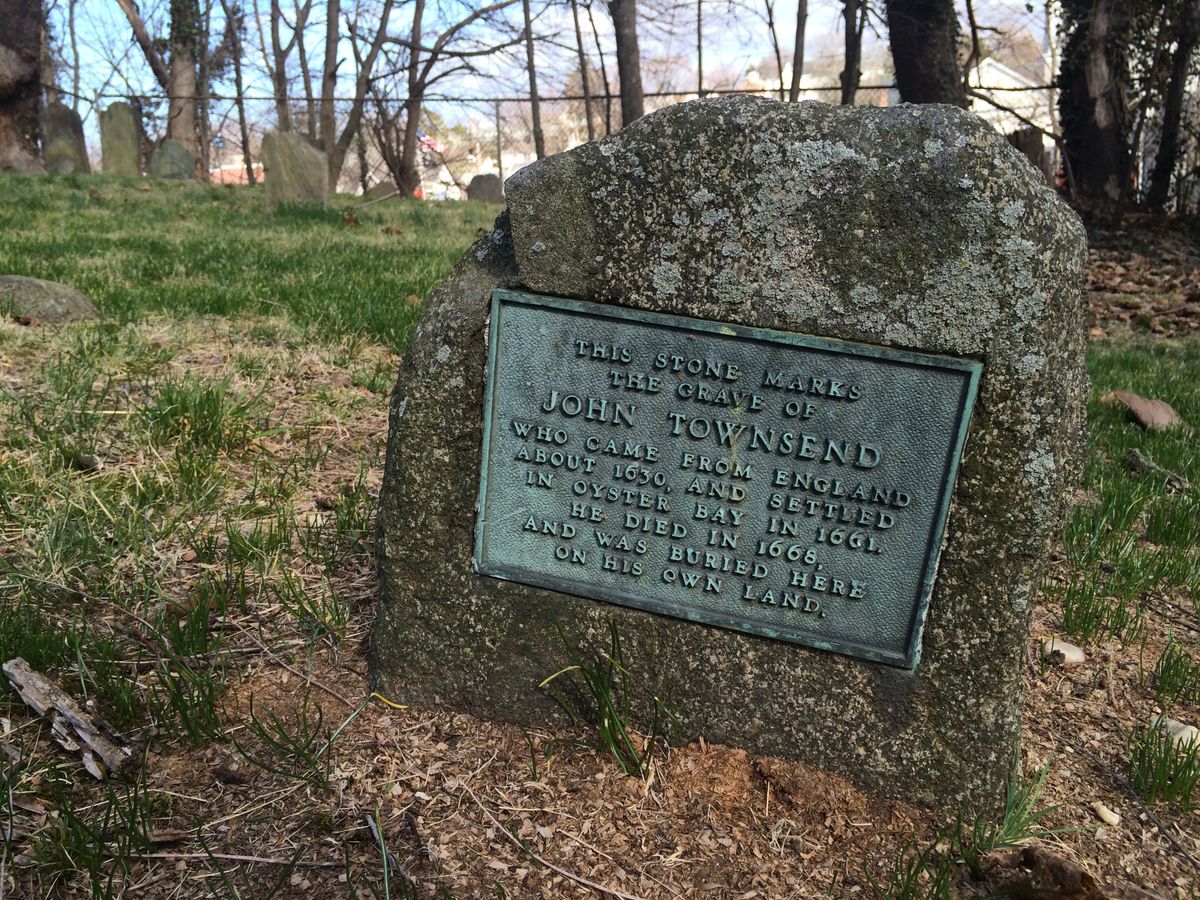 THIS STONE MARKS
THE GRAVE OF
JOHN TOWNSEND
WHO CAME FROM ENGLAND
ABOUT 1630, AND SETTLED
IN OYSTER BAY IN 1661.
HE DIED IN 1668,
AND WAS BURIED HERE
ON HIS OWN LAND.